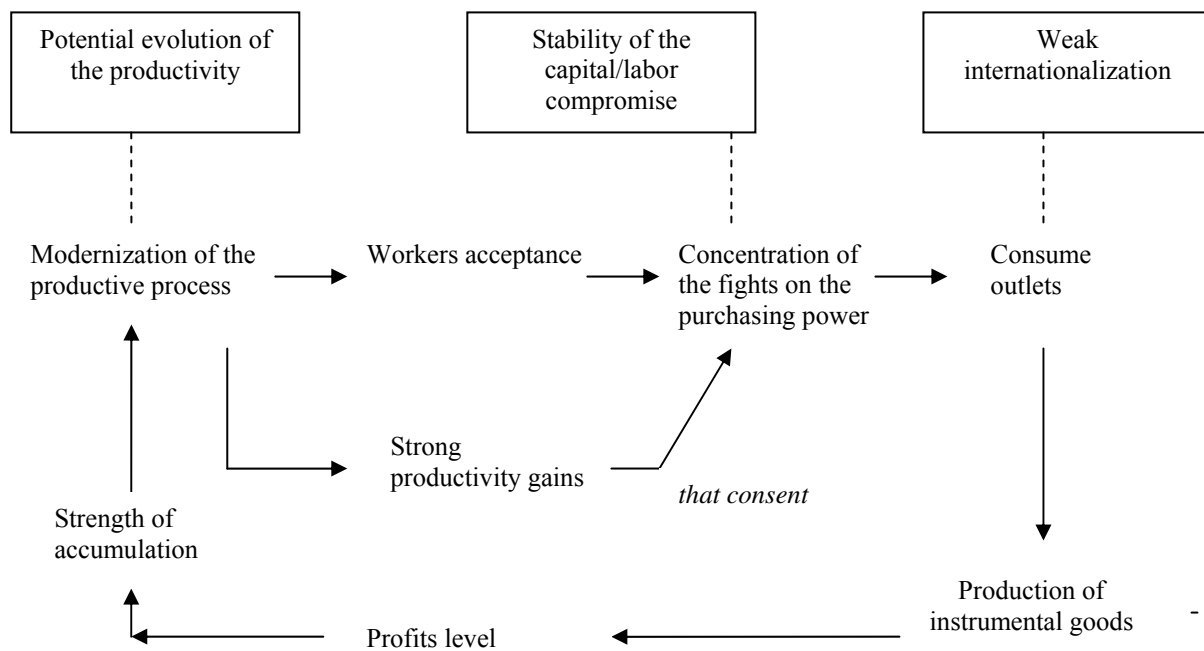 Potential evolution of
the productivity
Stability of the
capital/labor
compromise
Weak
internationalization
Modernization of the
productive process
Workers acceptance
Concentration of
the fights on the
purchasing power
Consume
outlets
Strong
productivity gains
that consent
Strength of
accumulation
Profits level
Production of
instrumental goods
-